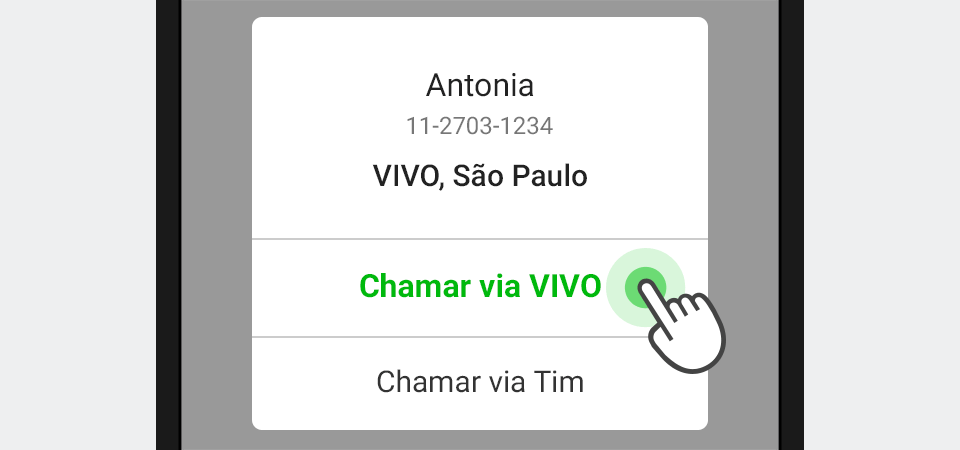 Antonia
11-2703-1234
VIVO, São Paulo
Chamar via VIVO
Chamar via Tim